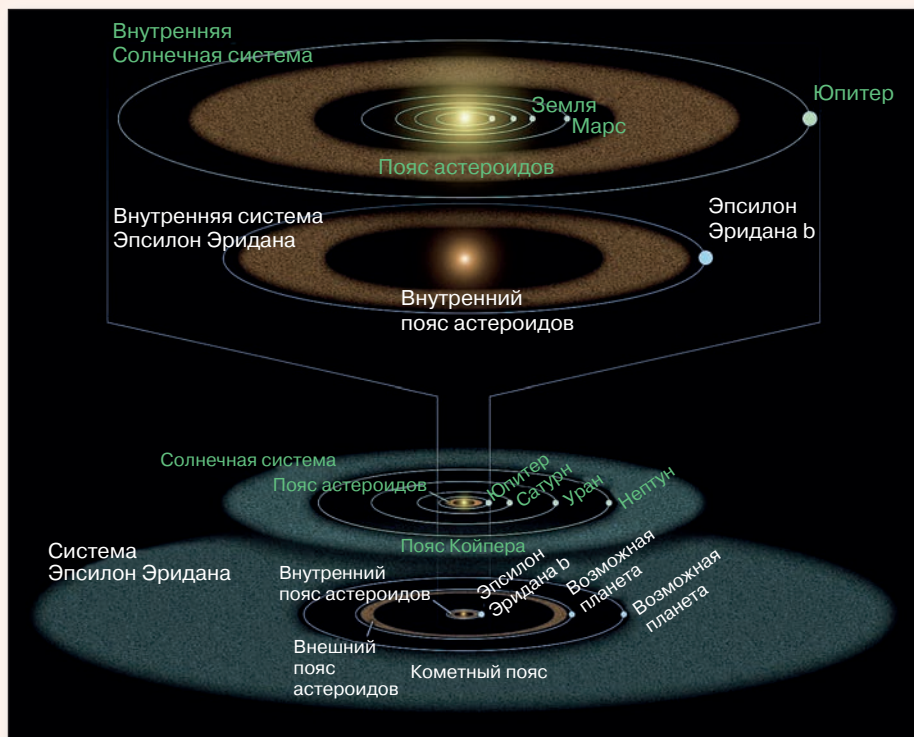 Внутренняя
Солнечная система
Юпитер
Земля
Марс
Пояс астероидов
Внутренняя система
Эпсилон Эридана
Эпсилон
Эридана b
Внутренний
пояс астероидов
Солнечная система
Пояс астероидов
Юпитер
Сатурн
Уран
Нептун
Пояс Койпера
Система
Эпсилон Эридана
Внутренний
пояс астероидов
Эпсилон
Эридана b
Возможная
планета
Возможная
планета
Внешний
пояс
астероидов
Кометный пояс